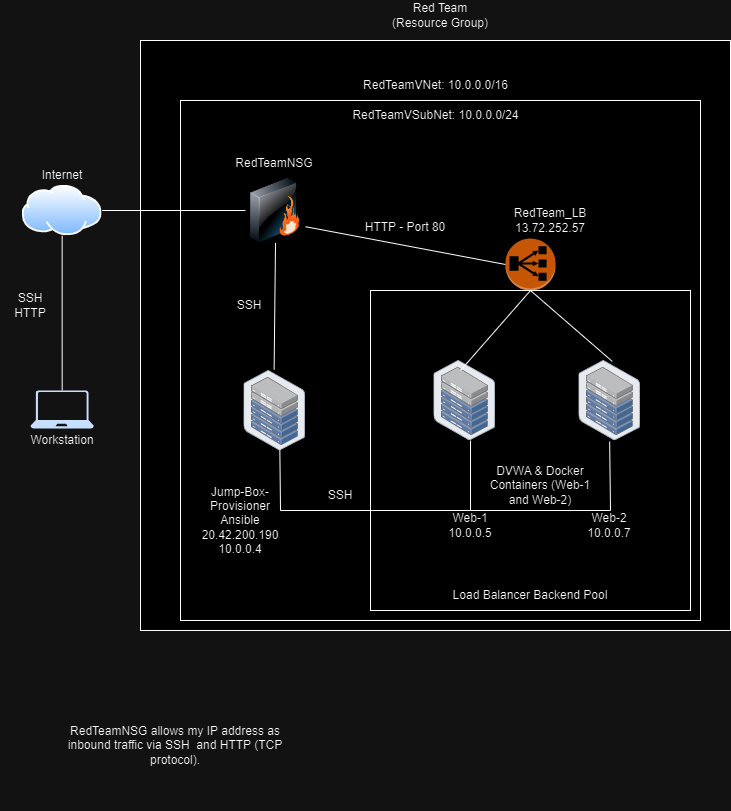 Red Team
(Resource Group)
RedTeamVNet: 10.0.0.0/16
RedTeamVSubNet: 10.0.0.0/24
RedTeamNSG
Internet
RedTeam_LB
13.72.252.57
HTTP - Port 80
SSH
HTTP
SSH
Workstation
DVWA & Docker
Containers (Web-1
and Web-2)
Jump-Box-
Provisioner
Ansible
20.42.200.190
10.0.0.4
SSH
Web-1
10.0.0.5
Web-2
10.0.0.7
Load Balancer Backend Pool
RedTeamNSG allows my IP address as
inbound traffic via SSH  and HTTP (TCP
protocol).